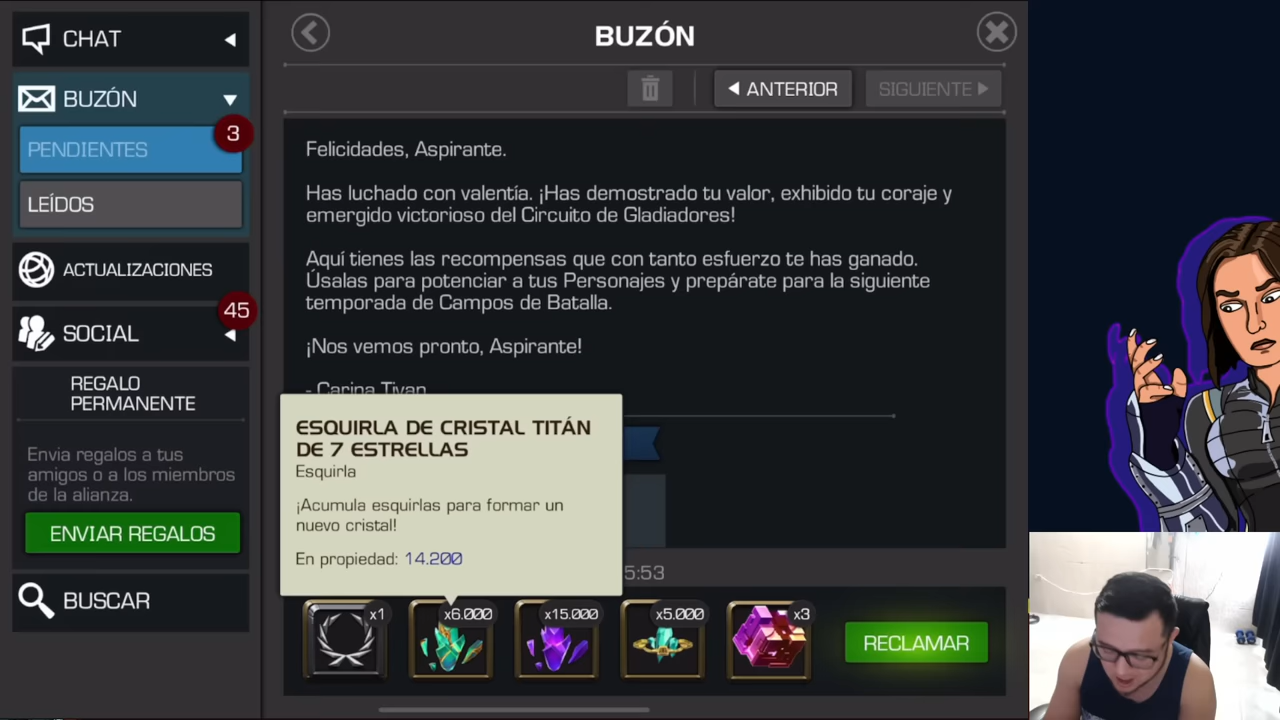 CHAT
BUZÓN
3
PENDIENTES
LEÍDOS
ACTUALIZACIONES
45
SOCIAL
REGALO
PERMANENTE
Envia regalos a tus
amigos o a los miembros
de la alianza.
ENVIAR REGALOS
BUSCAR
BUZÓN
ANTERIOR
SIGUIENTE
Felicidades, Aspirante.
Has luchado con valentía. ¡Has demostrado tu valor, exhibido tu coraje y
emergido victorioso del Circuito de Gladiadores!
Aquí tienes las recompensas que con tanto esfuerzo te has ganado.
Úsalas para potenciar a tus Personajes y prepárate para la siguiente
temporada de Campos de Batalla.
¡Nos vemos pronto, Aspirante!
- Carina Tivan
ESQUIRLA DE CRISTAL TITÁN
DE 7 ESTRELLAS
Esquirla
¡Acumula esquirlas para formar un
nuevo cristal!
En propiedad: 14.200
5:53
x1
x6.000
x15.000
x5.000
x3
RECLAMAR